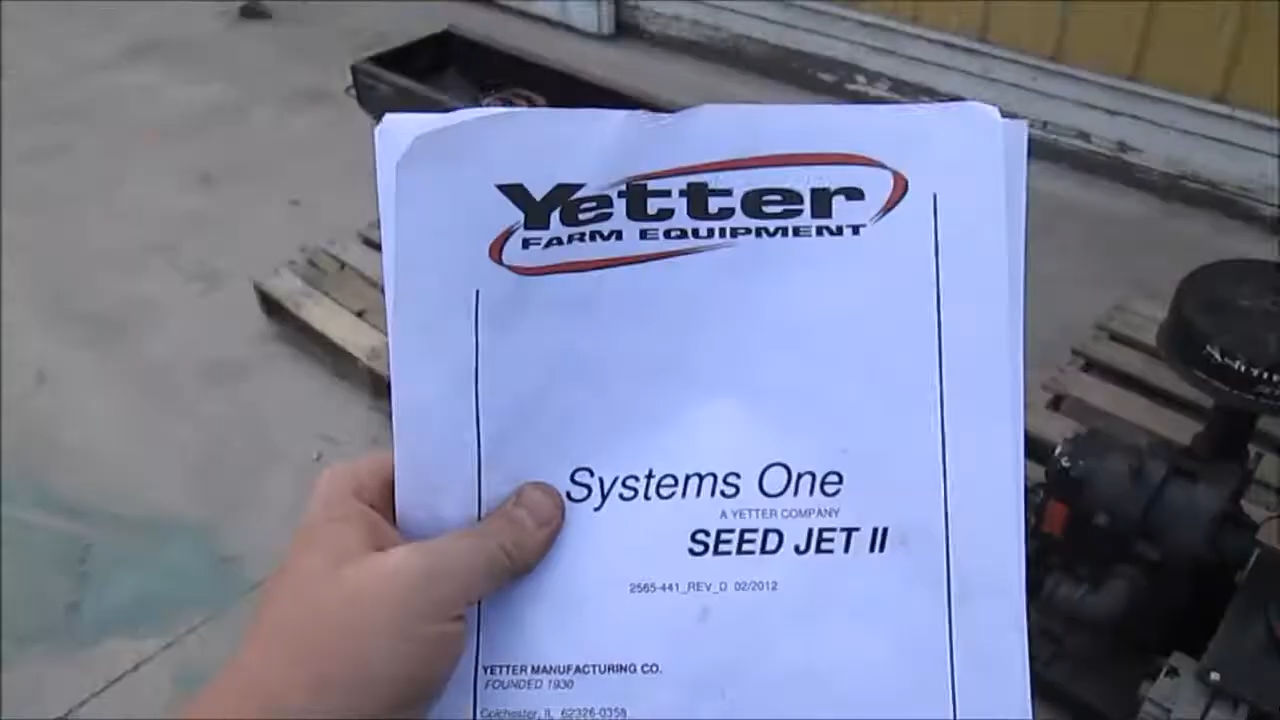 Yetter
FARM EQUIPMENT
Systems One
A YETTER COMPANY
SEED JET II
2565-441_REV_D 02/2012
YETTER MANUFACTURING CO.
FOUNDED 1930
Colchester, IL 62326-0358